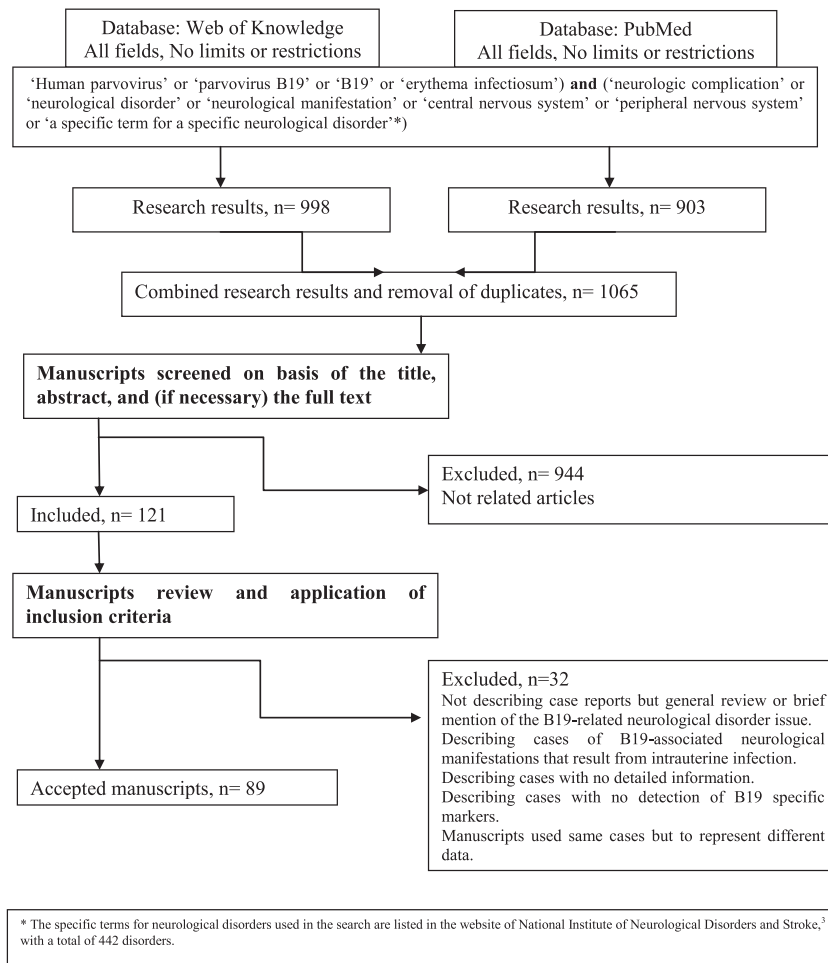 Database: Web of Knowledge
All fields, No limits or restrictions
Database: PubMed
All fields, No limits or restrictions
‘Human parvovirus’ or ‘parvovirus B19’ or ‘B19’ or ‘erythema infectiosum’) and (‘neurologic complication’ or
‘neurological disorder’ or ‘neurological manifestation’ or ‘central nervous system’ or ‘peripheral nervous system’
or ‘a specific term for a specific neurological disorder’*)
Research results, n= 998
Research results, n= 903
Combined research results and removal of duplicates, n= 1065
Manuscripts screened on basis of the title,
abstract, and (if necessary) the full text
Excluded, n= 944
Not related articles
Included, n= 121
Manuscripts review and application of
inclusion criteria
Excluded, n=32
Not describing case reports but general review or brief
mention of the B19-related neurological disorder issue.
Describing cases of B19-associated neurological
manifestations that result from intrauterine infection.
Describing cases with no detailed information.
Describing cases with no detection of B19 specific
markers.
Manuscripts used same cases but to represent different
data.
Accepted manuscripts, n= 89
* The specific terms for neurological disorders used in the search are listed in the website of National Institute of Neurological Disorders and Stroke,3
with a total of 442 disorders.